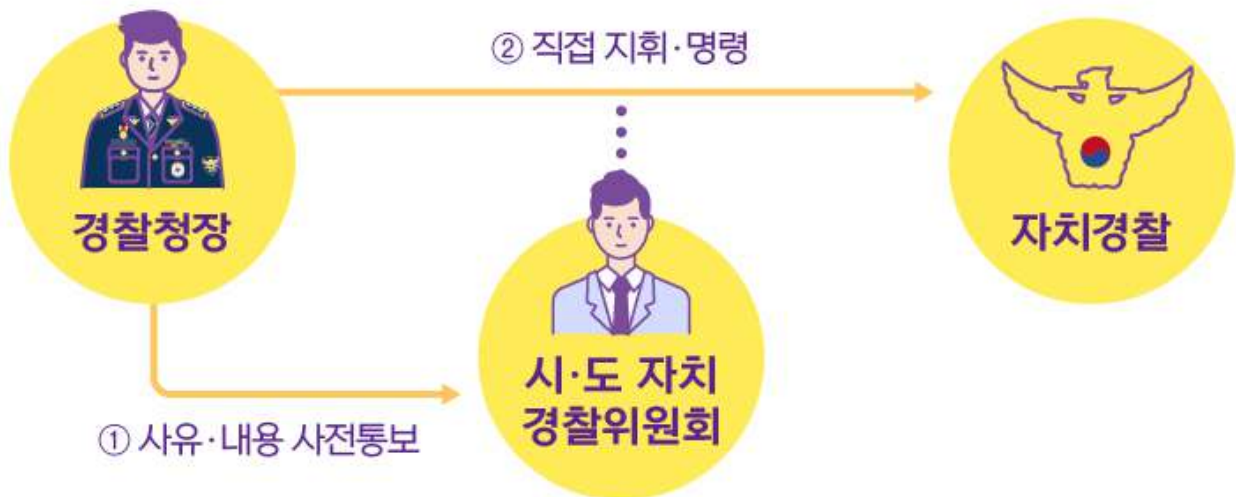 ② 직접 지휘·명령
경찰청장
자치경찰
시·도 자치
경찰위원회
① 사유·내용 사전통보